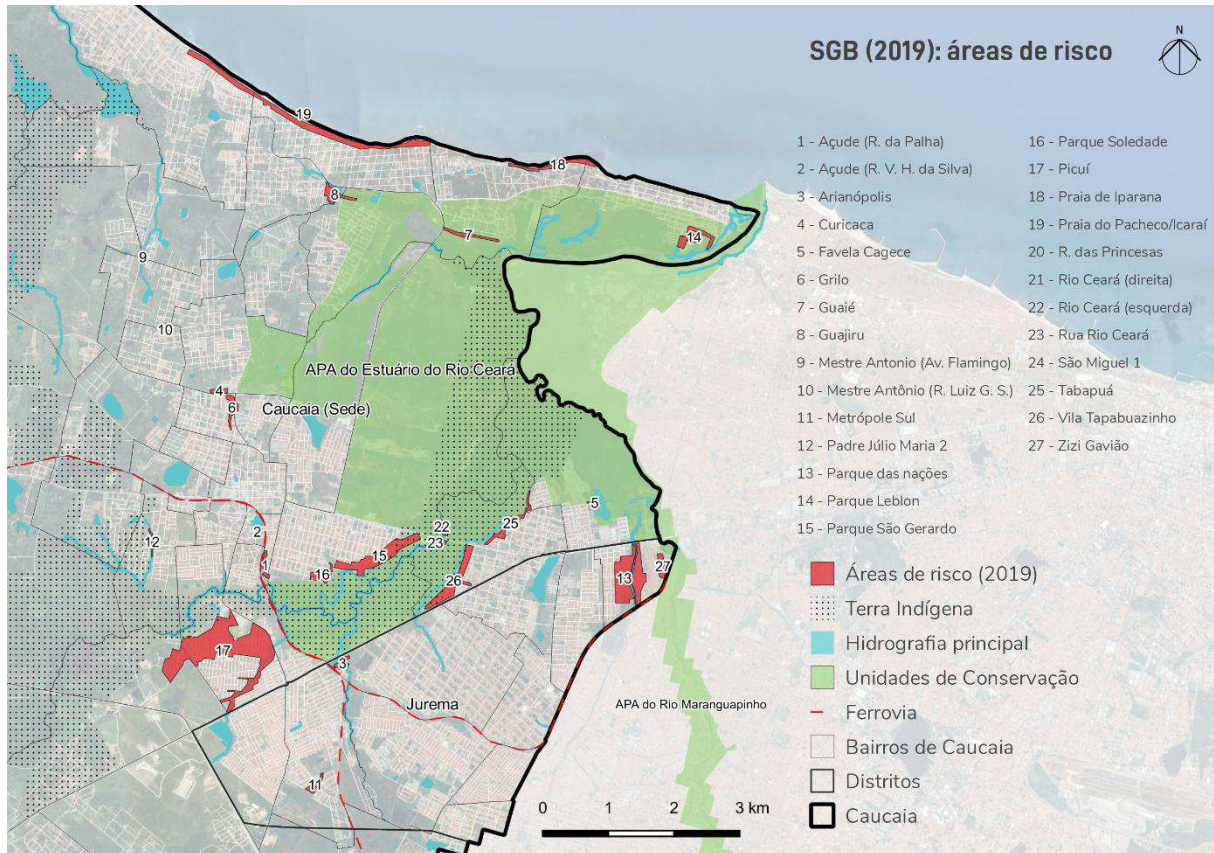 SGB (2019): áreas de risco
N
1 - Açude (R. da Palha)
2 - Açude (R. V. H. da Silva)
3 - Arianópolis
4 - Curicaca
5 - Favela Cagece
6 - Grilo
7 - Guaié
8 - Guajiru
9 - Mestre Antonio (Av. Flamingo)
10 - Mestre Antônio (R. Luiz G. S.)
11 - Metrópole Sul
12 - Padre Júlio Maria 2
13 - Parque das nações
14 - Parque Leblon
15 - Parque São Gerardo
16 - Parque Soledade
17 - Picuí
18 - Praia de Iparana
19 - Praia do Pacheco/Icaraí
20 - R. das Princesas
21 - Rio Ceará (direita)
22 - Rio Ceará (esquerda)
23 - Rua Rio Ceará
24 - São Miguel 1
25 - Tabapuá
26 - Vila Tapabuazinho
27 - Zizi Gavião
Áreas de risco (2019)
Terra Indígena
Hidrografia principal
Unidades de Conservação
Ferrovia
Bairros de Caucaia
Distritos
Caucaia
19
18
8
7
14
9
10
APA do Estuário do Rio Ceará
4
6
Caucaia (Sede)
5
2
12
22
25
23
15
1
16
26
13
27
17
3
Jurema
APA do Rio Maranguapinho
11
0 1 2 3 km